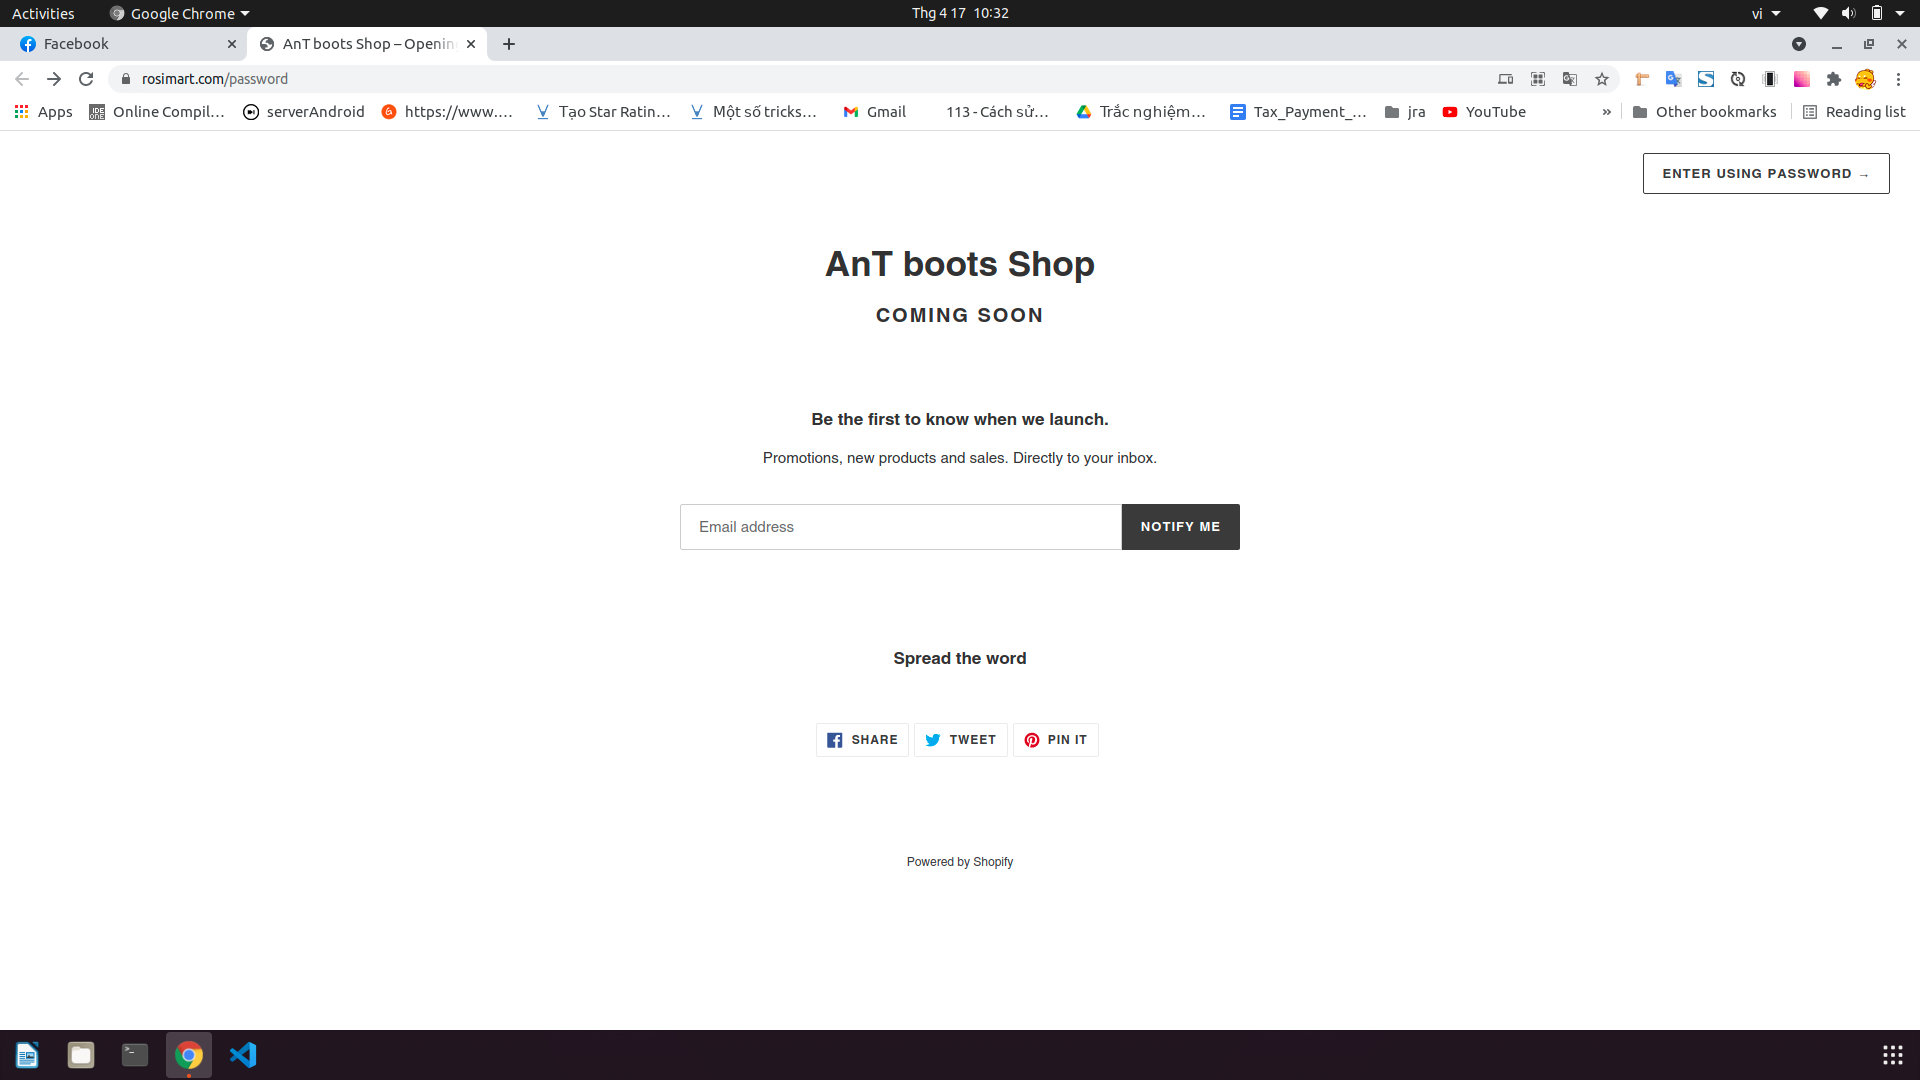 Activities Google Chrome Thg 4 17 10:32 vi
Facebook AnT boots Shop – Openin
rosimart.com/password
Apps Online Compil… serverAndroid https://www.… Tạo Star Ratin… Một số tricks… Gmail 113 - Cách sử… Trắc nghiệm… Tax_Payment_… jra YouTube » Other bookmarks Reading list
ENTER USING PASSWORD →
AnT boots Shop
COMING SOON
Be the first to know when we launch.
Promotions, new products and sales. Directly to your inbox.
Email address NOTIFY ME
Spread the word
SHARE TWEET PIN IT
Powered by Shopify